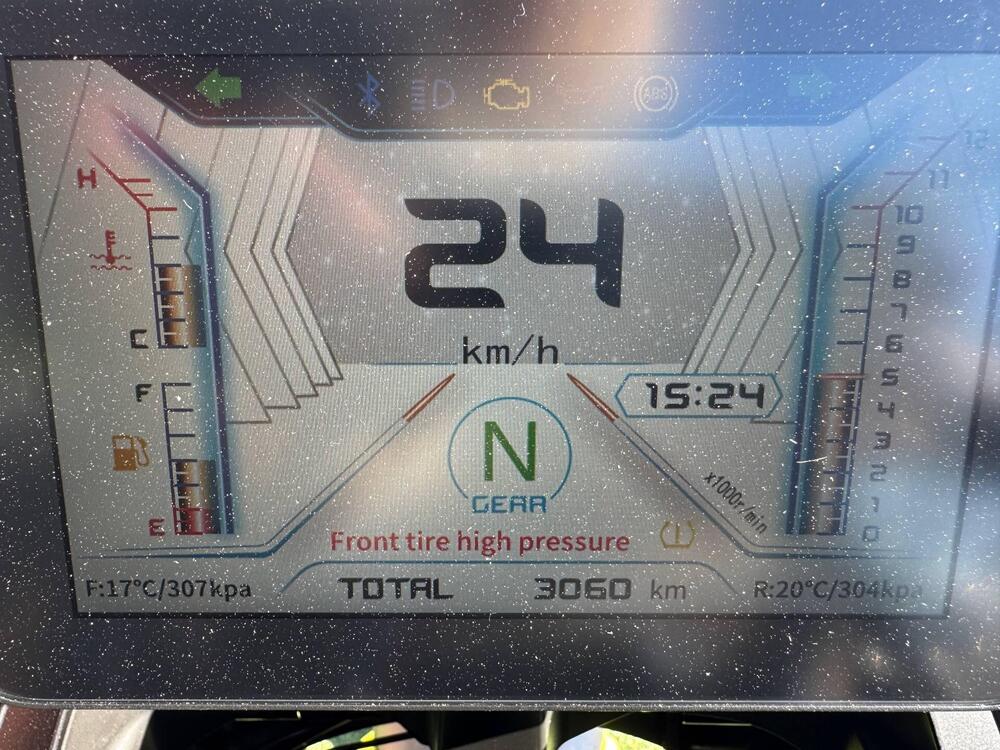 ABS
H
C
F
E
24
km/h
15:24
N
GEAR
12
11
10
9
8
7
6
5
4
3
2
1
0
x1000r/min
Front tire high pressure
F:17°C/307kpa
TOTAL 3060 km
R:20°C/304kpa